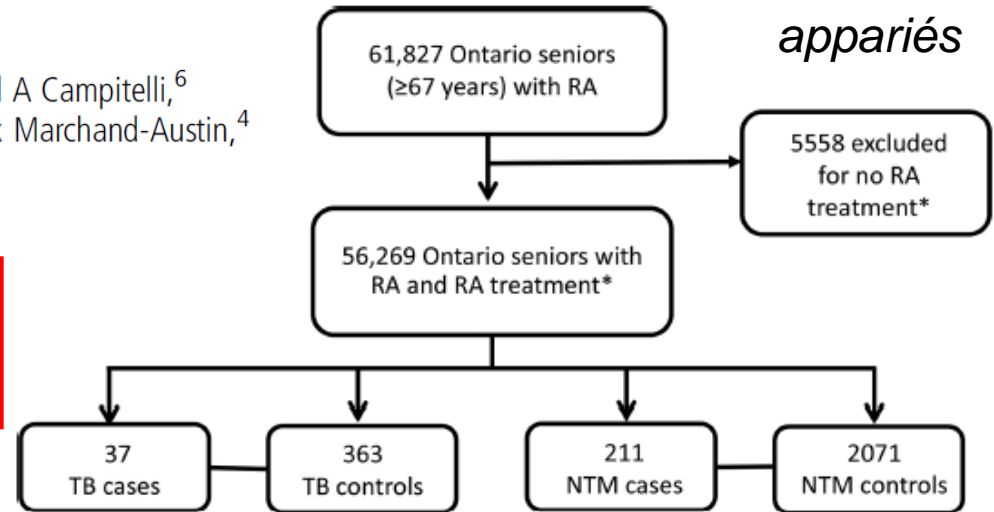 appariés
A Campitelli,6
Marchand-Austin,4
61,827 Ontario seniors
(≥67 years) with RA
5558 excluded
for no RA
treatment*
56,269 Ontario seniors with
RA and RA treatment*
37
TB cases
363
TB controls
211
NTM cases
2071
NTM controls